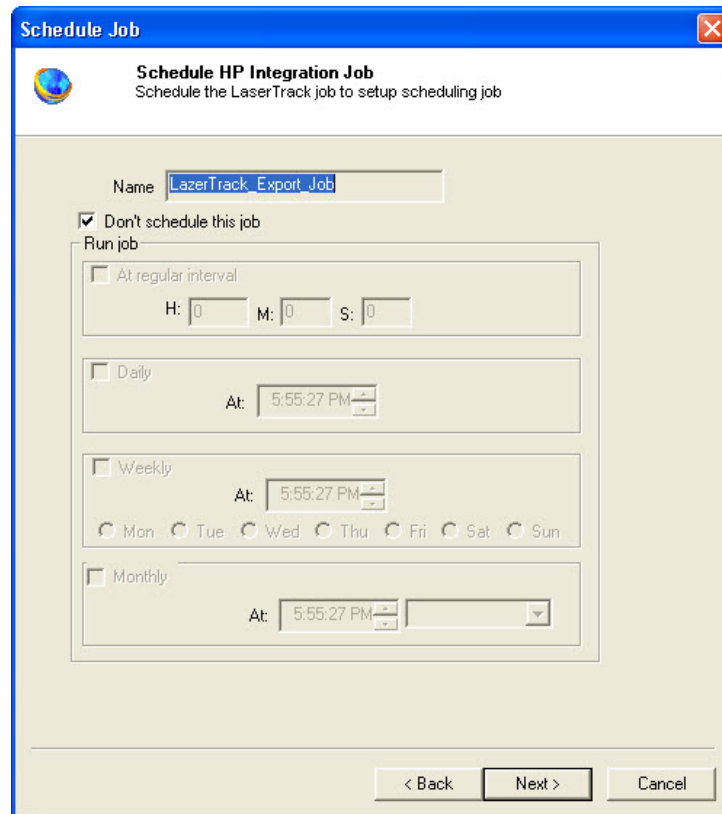 Schedule Job
Schedule HP Integration Job
Schedule the LaserTrack job to setup scheduling job
Name LazerTrack_Export_Job
Don't schedule this job
Run job
At regular interval
H: 0 M: 0 S: 0
Daily
At: 5:55:27 PM
Weekly
At: 5:55:27 PM
Mon Tue Wed Thu Fri Sat Sun
Monthly
At: 5:55:27 PM
< Back Next > Cancel